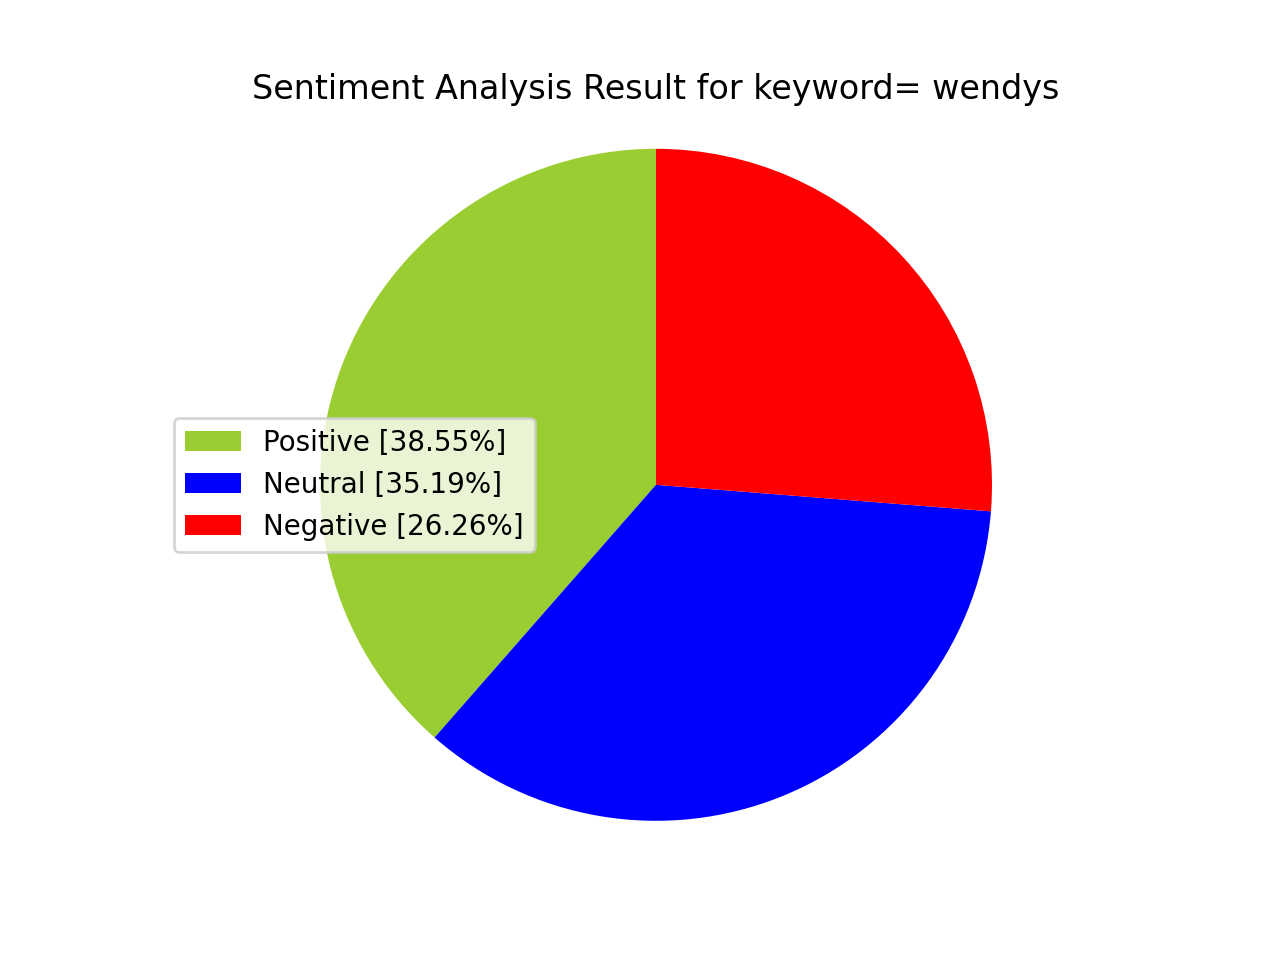 Sentiment Analysis Result for keyword= wendys
Positive [38.55%]
Neutral [35.19%]
Negative [26.26%]